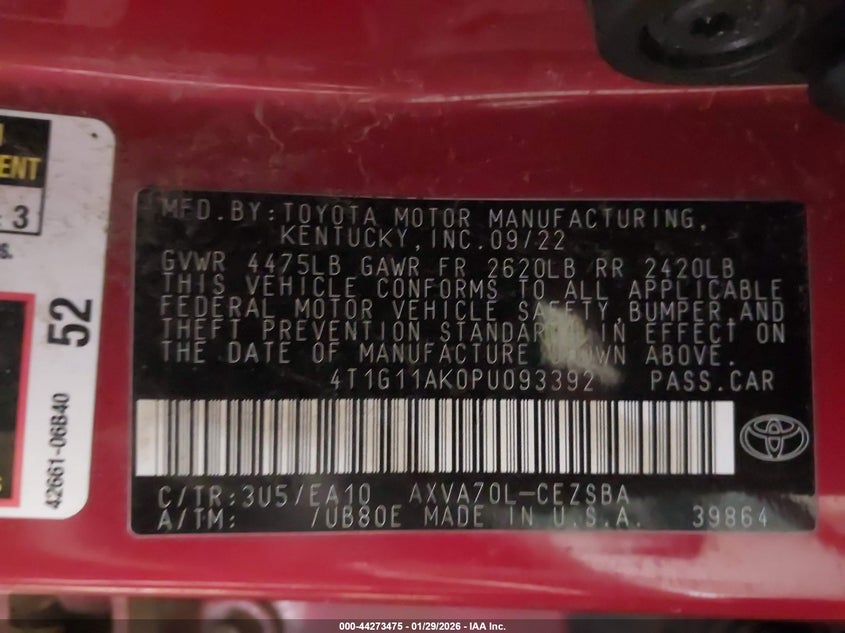 ENT
: 3
s.
52
42661-06B40
S
MFD.BY:TOYOTA MOTOR MANUFACTURING,
KENTUCKY,INC.09/22
GVWR 4475LB GAWR FR 2620LB RR 2420LB
THIS VEHICLE CONFORMS TO ALL APPLICABLE
FEDERAL MOTOR VEHICLE SAFETY,BUMPER,AND
THEFT PREVENTION STANDARDS IN EFFECT ON
THE DATE OF MANUFACTURE SHOWN ABOVE.
4T1G11AK0PU093392 PASS.CAR
C/TR:3U5/EA10 AXVA70L-CEZSBA
A/TM: /UB80E MADE IN U.S.A. 39864
000-44273475 - 01/29/2026 - IAA Inc.